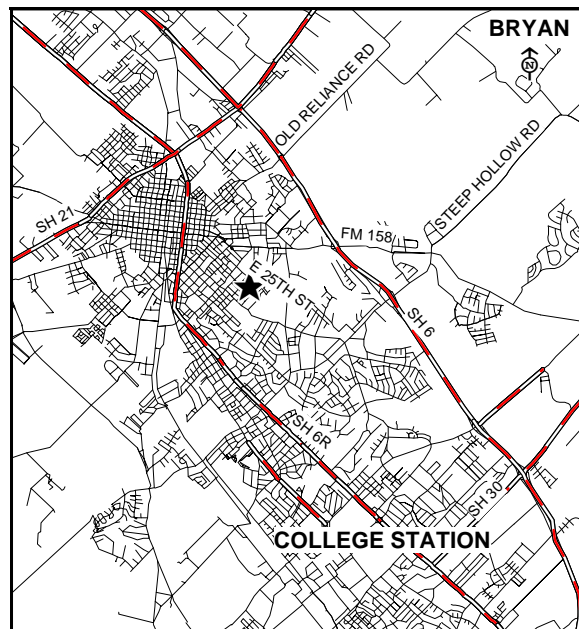 BRYAN
N
OLD RELIANCE RD
STEEP HOLLOW RD
SH 21
FM 158
E 25TH ST
SH 6
SH 6R
SH 30
COLLEGE STATION